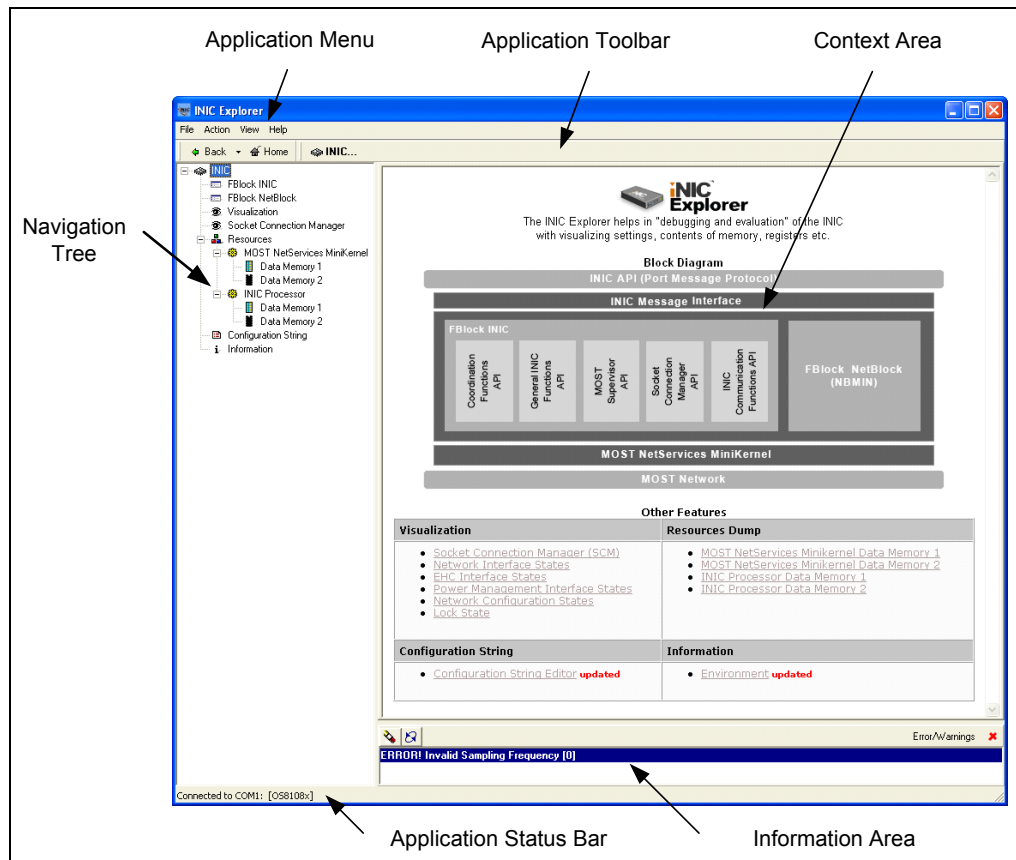 Application Menu
Application Toolbar
Context Area
Navigation
Tree
INIC Explorer
File Action View Help
Back Home INIC...
INIC
FBlock INIC
FBlock NetBlock
Visualization
Socket Connection Manager
Resources
MOST NetServices MiniKernel
Data Memory 1
Data Memory 2
INIC Processor
Data Memory 1
Data Memory 2
Configuration String
Information
iNIC
Explorer
The INIC Explorer helps in "debugging and evaluation" of the INIC
with visualizing settings, contents of memory, registers etc.
Block Diagram
INIC API (Port Message Protocol)
INIC Message Interface
FBlock INIC
Coordination
Functions
API
General INIC
Functions
API
MOST
Supervisor
API
Socket
Connection
Manager
API
INIC
Communication
Functions API
FBlock NetBlock
(NBMIN)
MOST NetServices MiniKernel
MOST Network
Other Features
Visualization
Socket Connection Manager (SCM)
Network Interface States
EHC Interface States
Power Management Interface States
Network Configuration States
Lock State
Resources Dump
MOST NetServices Minikernel Data Memory 1
MOST NetServices Minikernel Data Memory 2
INIC Processor Data Memory 1
INIC Processor Data Memory 2
Configuration String
Configuration String Editor updated
Information
Environment updated
Error/Warnings
ERROR! Invalid Sampling Frequency [0]
Connected to COM1: [OS8108x]
Application Status Bar
Information Area